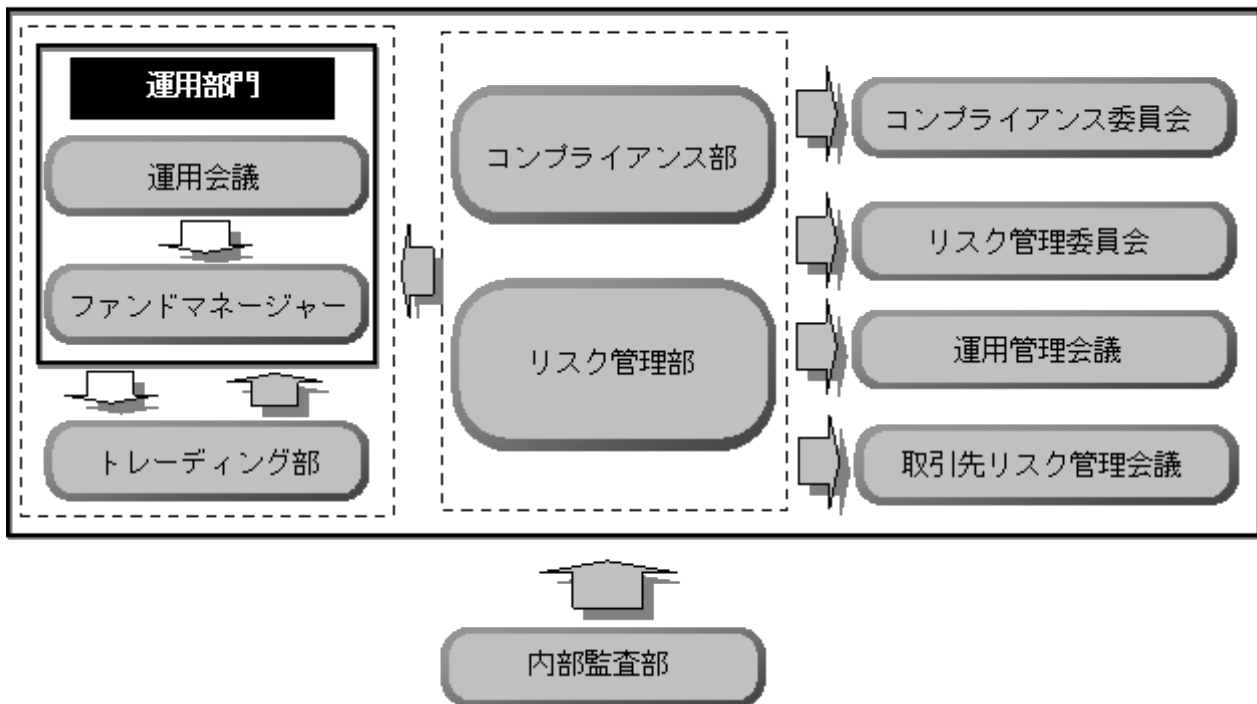 運用部門
運用会議
ファンドマネージャー
トレーディング部
コンプライアンス部
リスク管理部
コンプライアンス委員会
リスク管理委員会
運用管理会議
取引先リスク管理会議
内部監査部